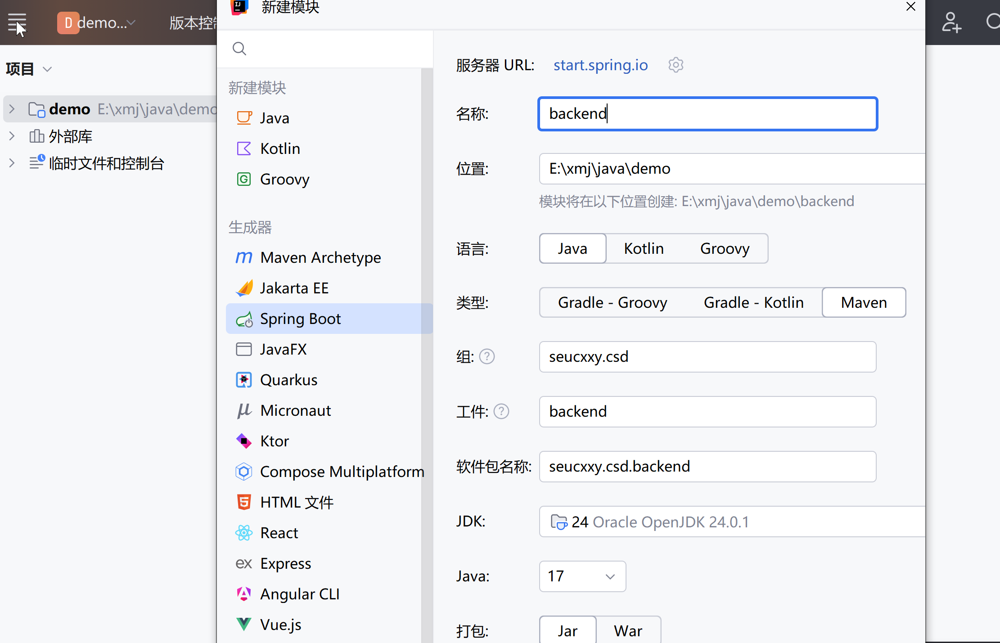 D demo...
版本控制
新建模块
项目
demo E:\xmj\java\demo
外部库
临时文件和控制台
新建模块
Java
Kotlin
Groovy
生成器
Maven Archetype
Jakarta EE
Spring Boot
JavaFX
Quarkus
Micronaut
Ktor
Compose Multiplatform
HTML 文件
React
ex Express
Angular CLI
Vue.js
服务器 URL: start.spring.io
名称: backend
位置: E:\xmj\java\demo
模块将在以下位置创建: E:\xmj\java\demo\backend
语言: Java Kotlin Groovy
类型: Gradle - Groovy Gradle - Kotlin Maven
组: ? seucxxy.csd
工件: ? backend
软件包名称: seucxxy.csd.backend
JDK: 24 Oracle OpenJDK 24.0.1
Java: 17
打包: Jar War